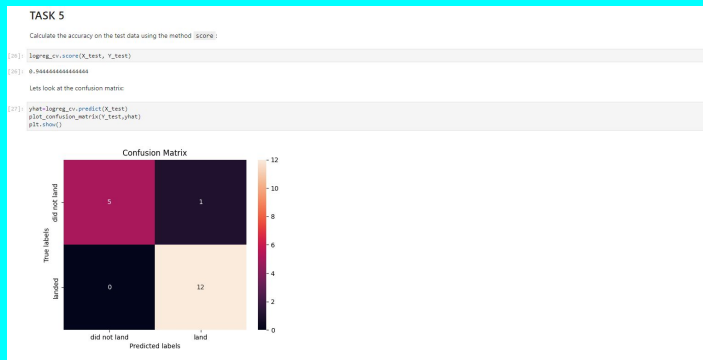 TASK 5
Calculate the accuracy on the test data using the method score :
[26]: logreg_cv.score(X_test, Y_test)
[26]: 0.9444444444444444
Lets look at the confusion matrix:
[27]: yhat=logreg_cv.predict(X_test)
plot_confusion_matrix(Y_test,yhat)
plt.show()
Confusion Matrix
12
10
8
6
4
2
0
did not land
landed
True labels
5
1
0
12
did not land
land
Predicted labels